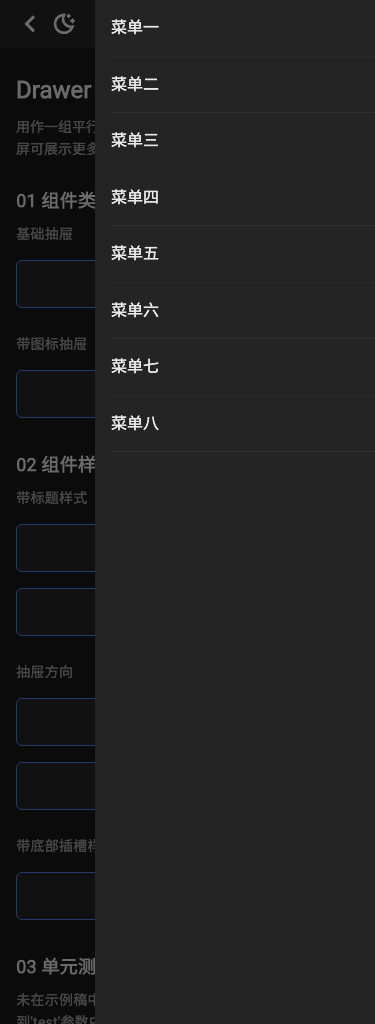 菜单一
菜单二
菜单三
菜单四
菜单五
菜单六
菜单七
菜单八
Drawer
用作一组平行
屏可展示更多
01 组件类
基础抽屉
带图标抽屉
02 组件样
带标题样式
抽屉方向
带底部插槽样
03 单元测
未在示例稿中
到'test'参数中